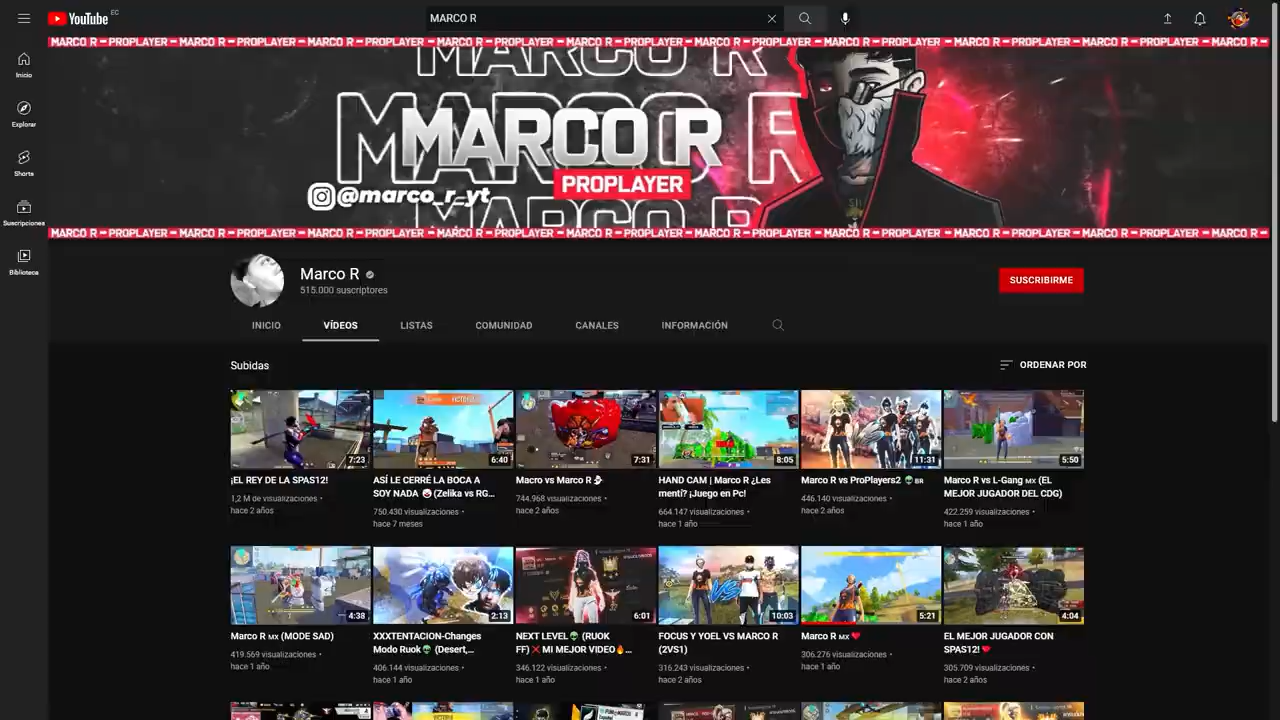 YouTube EC
MARCO R
MARCO R - PROPLAYER - MARCO R - PROPLAYER - MARCO R - PROPLAYER - MARCO R - PROPLAYER - MARCO R - PROPLAYER - MARCO R - PROPLAYER - MARCO R - PROPLAYER - MARCO R - PROPLAYER - MARCO R -
MARCO R
MARCO R
MARCO R
PROPLAYER
@marco_r_yt
MARCO R
MARCO R - PROPLAYER - MARCO R - PROPLAYER - MARCO R - PROPLAYER - MARCO R - PROPLAYER - MARCO R - PROPLAYER - MARCO R - PROPLAYER - MARCO R - PROPLAYER - MARCO R - PROPLAYER - MARCO R -
Inicio
Explorar
Shorts
Suscripciones
Biblioteca
Marco R
515.000 suscriptores
SUSCRIBIRME
INICIO VÍDEOS LISTAS COMUNIDAD CANALES INFORMACIÓN
Subidas
ORDENAR POR
7:23 6:40 7:31 8:05 11:31 5:50
¡EL REY DE LA SPAS12!
1,2 M de visualizaciones •
hace 2 años
ASÍ LE CERRÉ LA BOCA A
SOY NADA 🤡(Zelika vs RG...
750.430 visualizaciones •
hace 7 meses
Macro vs Marco R
744.968 visualizaciones •
hace 2 años
HAND CAM | Marco R ¿Les
mentí? ¡Juego en Pc!
664.147 visualizaciones •
hace 1 año
Marco R vs ProPlayers2 👽 BR
446.140 visualizaciones •
hace 2 años
Marco R vs L-Gang MX (EL
MEJOR JUGADOR DEL CDG)
422.259 visualizaciones •
hace 1 año
4:38 2:13 6:01 10:03 5:21 4:04
Marco R MX (MODE SAD)
419.569 visualizaciones •
hace 1 año
XXXTENTACION-Changes
Modo Ruok👽 (Desert,...
406.144 visualizaciones •
hace 1 año
NEXT LEVEL👽 (RUOK
FF)❌MI MEJOR VIDEO🔥...
346.122 visualizaciones •
hace 1 año
FOCUS Y YOEL VS MARCO R
(2VS1)
316.243 visualizaciones •
hace 2 años
Marco R MX ❤️
306.276 visualizaciones •
hace 1 año
EL MEJOR JUGADOR CON
SPAS12! ❤️
305.709 visualizaciones •
hace 2 años